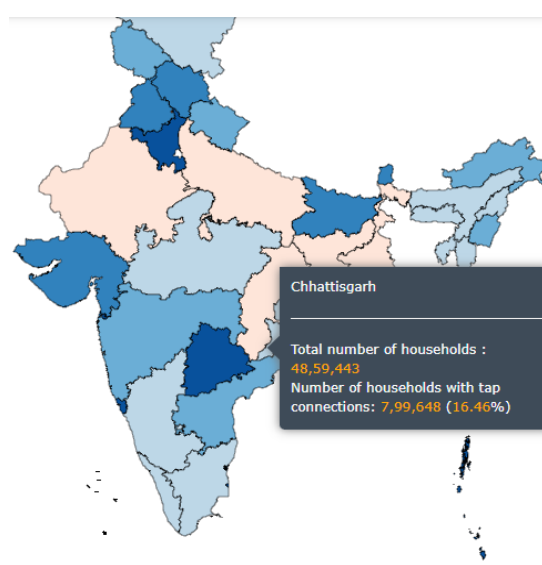 Chhattisgarh
Total number of households :
48,59,443
Number of households with tap
connections: 7,99,648 (16.46%)